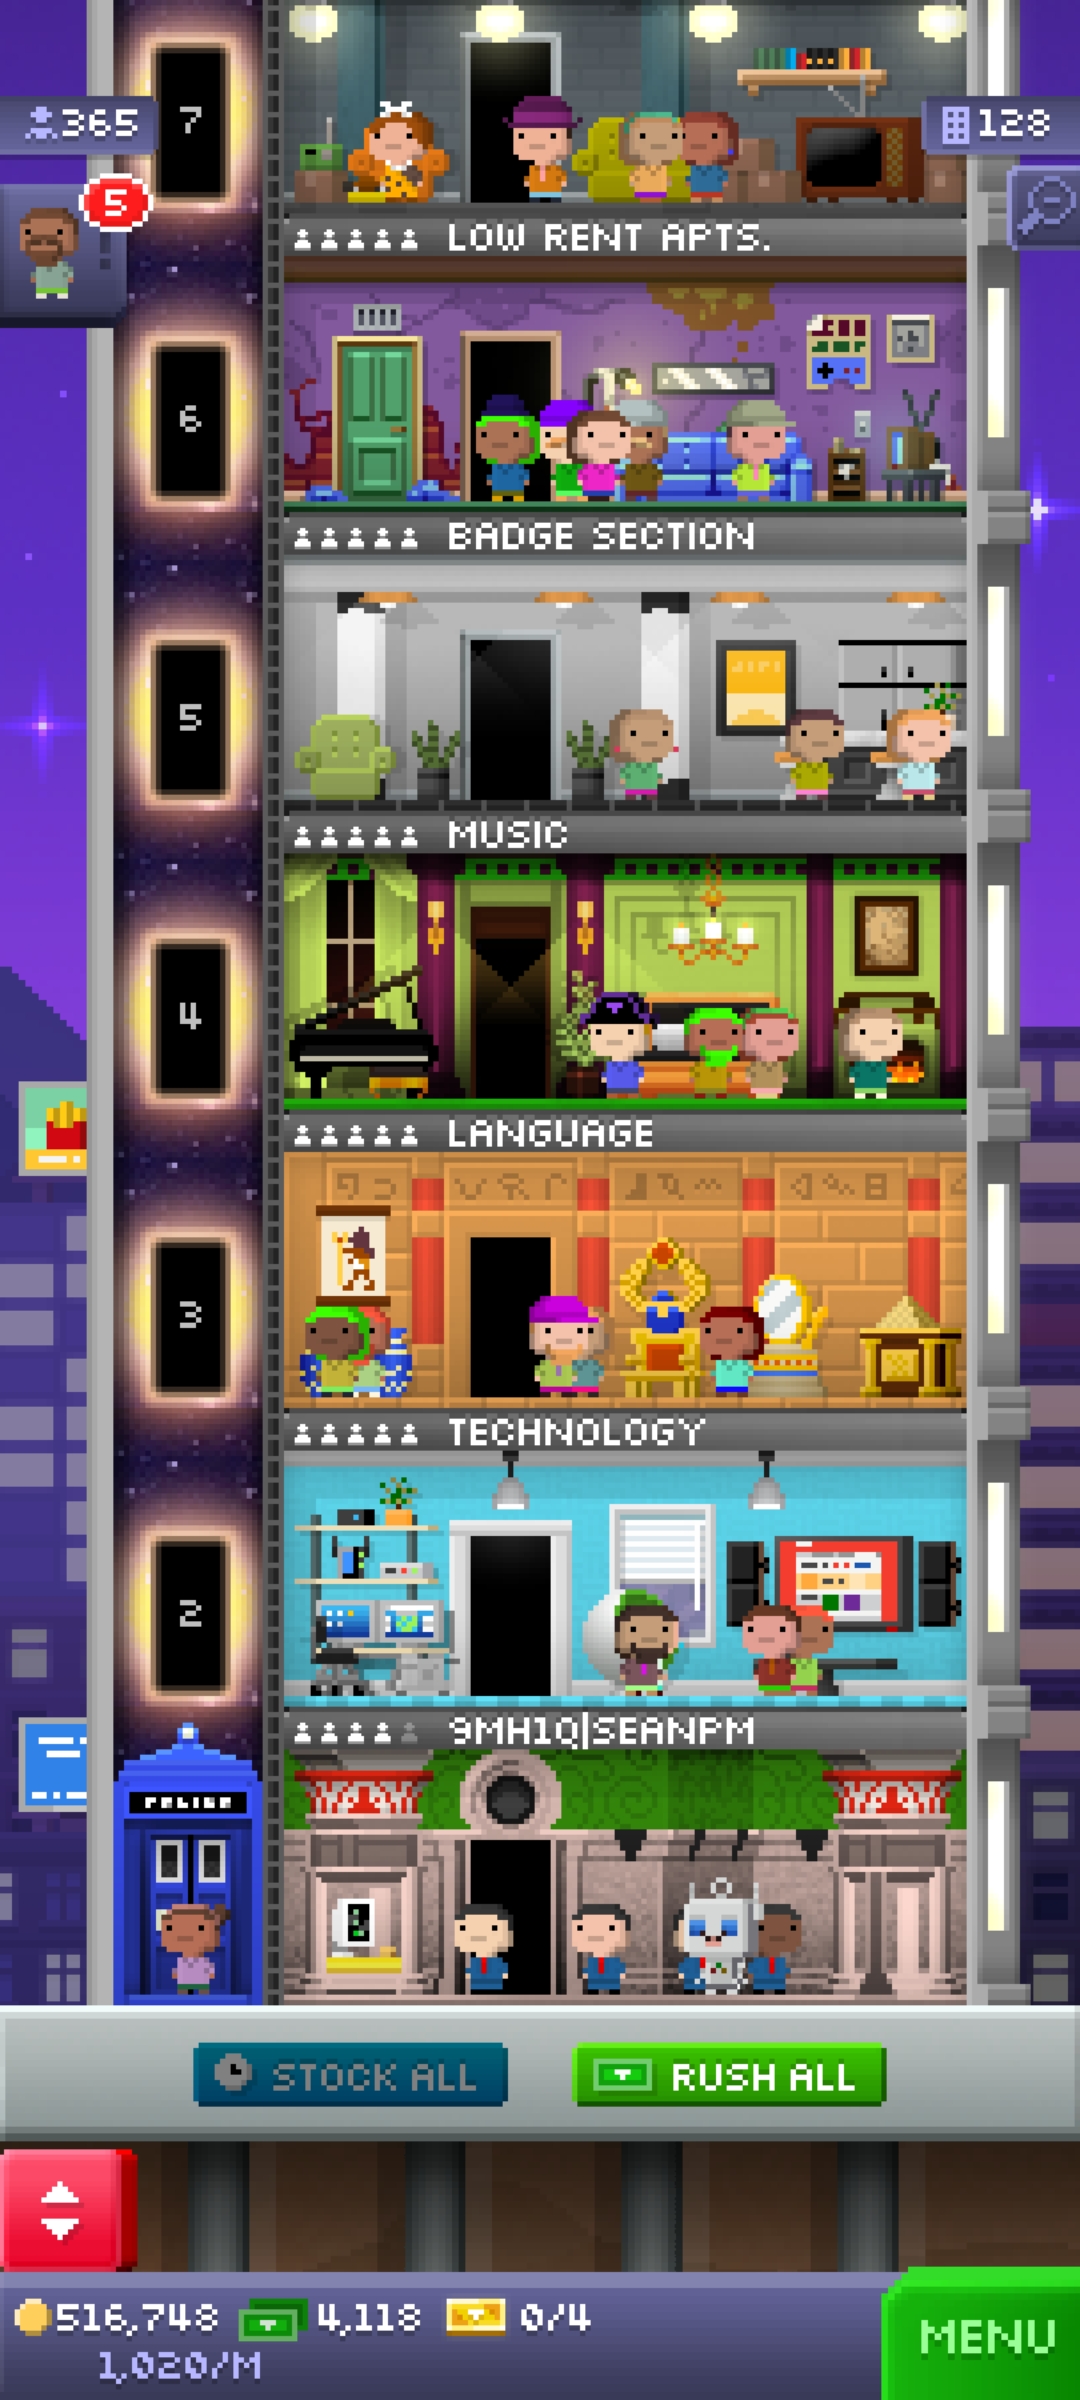 7
365
128
5
LOW RENT APTS.
6
BADGE SECTION
5
MUSIC
4
LANGUAGE
3
TECHNOLOGY
2
9MH1Q|SEANPM
POLICE
STOCK ALL
RUSH ALL
516,748
4,118
0/4
1,020/M
MENU